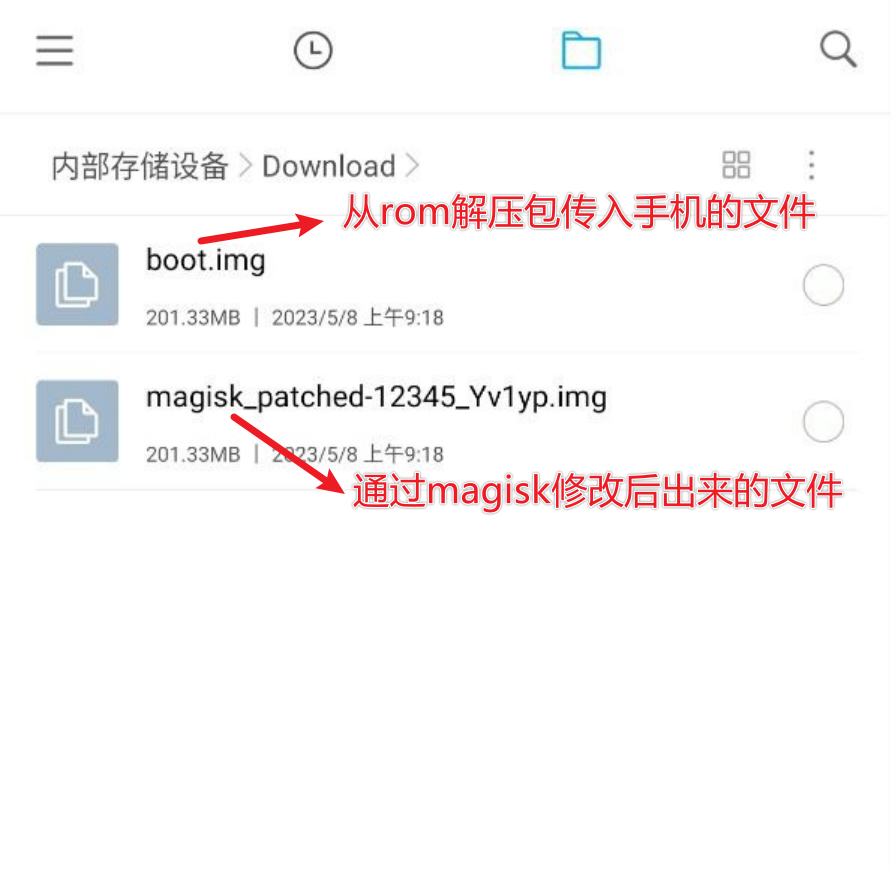 内部存储设备 > Download >
从rom解压包传入手机的文件
boot.img
201.33MB | 2023/5/8 上午9:18
magisk_patched-12345_Yv1yp.img
201.33MB | 2023/5/8 上午9:18
通过magisk修改后出来的文件